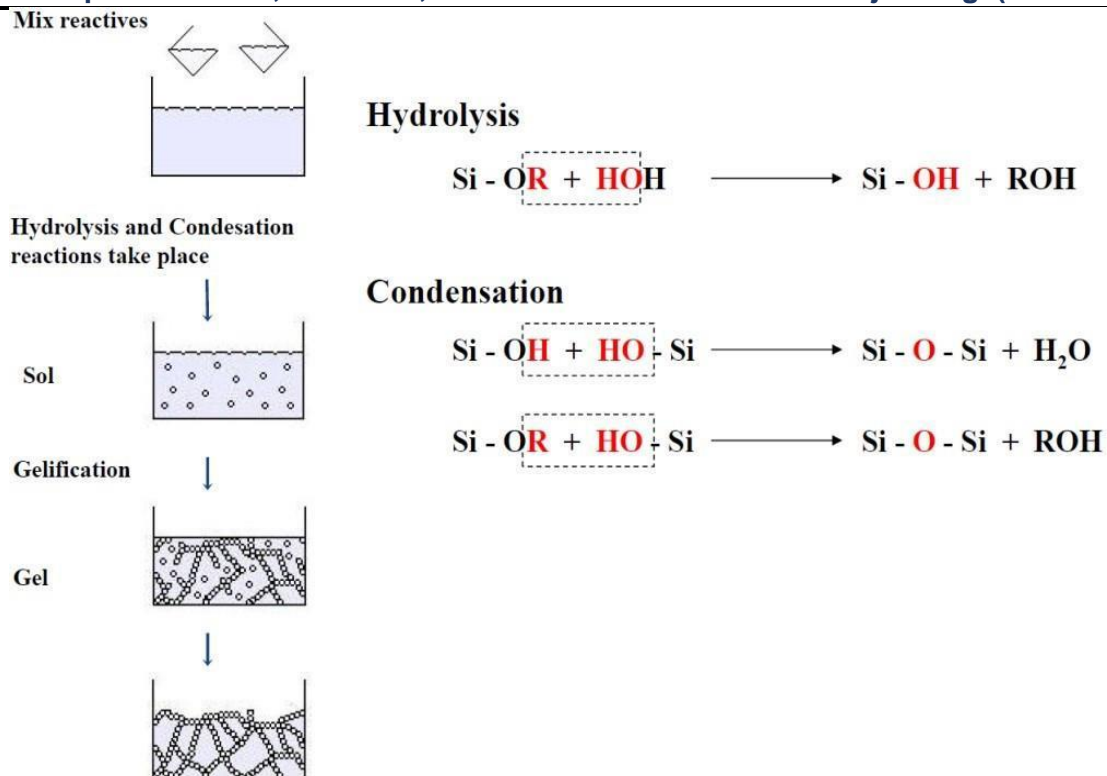 Mix reactives
Hydrolysis
Si - OR + HOH ⟶ Si - OH + ROH
Hydrolysis and Condesation
reactions take place
Condensation
Si - OH + HO - Si ⟶ Si - O - Si + H₂O
Sol
Si - OR + HO - Si ⟶ Si - O - Si + ROH
Gelification
Gel